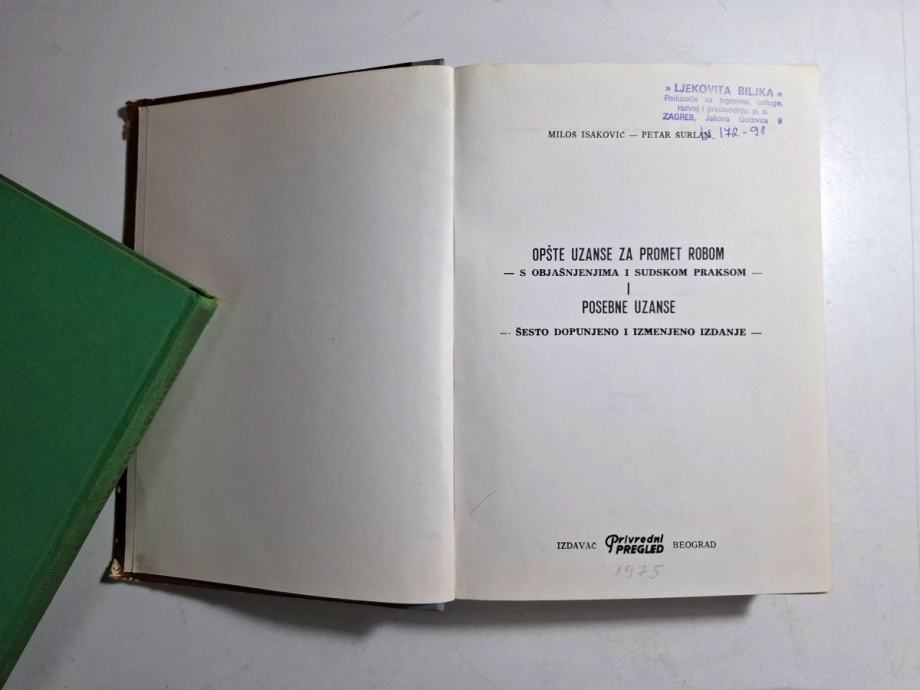 » LJEKOVITA BILJKA «
Poduzeće za trgovinu, usluge,
razvoj i proizvodnju, p. o.
ZAGREB, Jakova Gotovca 9
br. 172-91
MILOŠ ISAKOVIĆ — PETAR ŠURLAN
OPŠTE UZANSE ZA PROMET ROBOM
— S OBJAŠNJENJIMA I SUDSKOM PRAKSOM —
I
POSEBNE UZANSE
— ŠESTO DOPUNJENO I IZMENJENO IZDANJE —
IZDAVAČ Privredni PREGLED BEOGRAD
1975